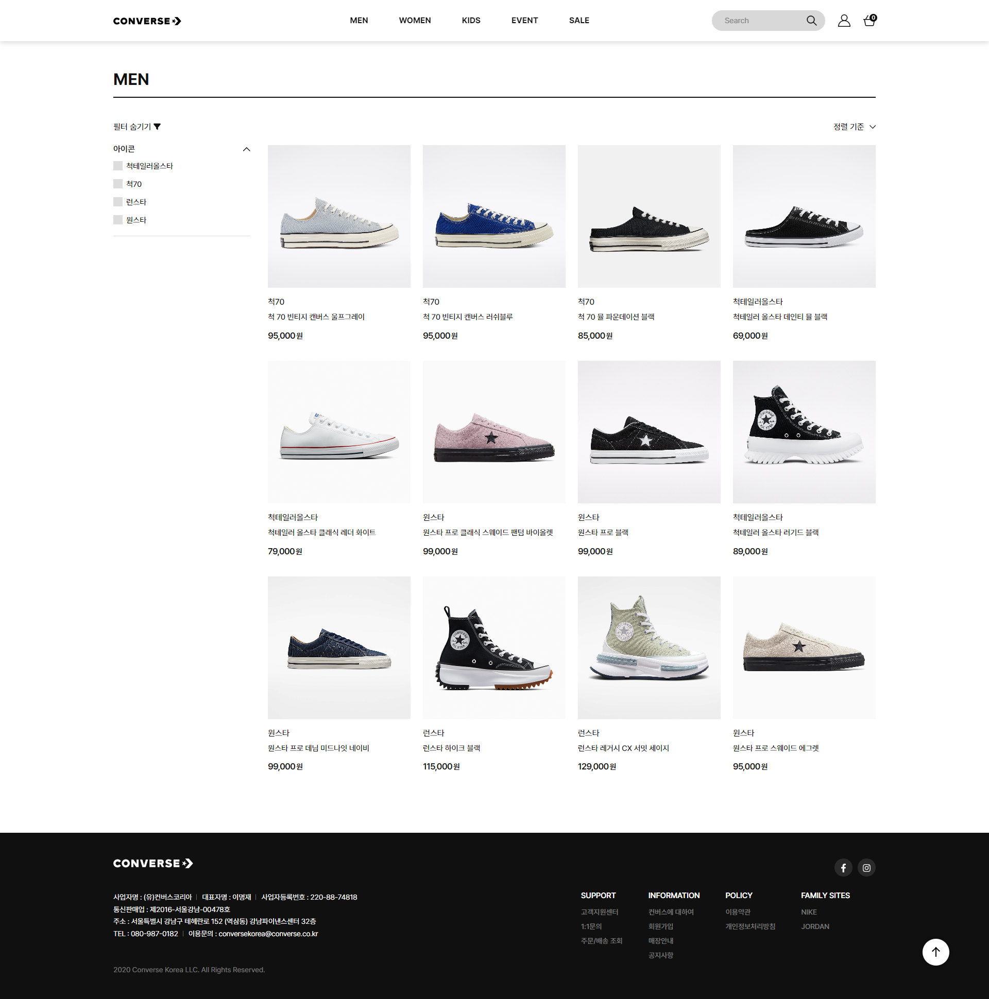 CONVERSE
MEN WOMEN KIDS EVENT SALE
Search
0
MEN
필터 숨기기
정렬 기준
아이콘
척테일러올스타
척70
런스타
원스타
척70
척 70 빈티지 캔버스 울프그레이
95,000원
척70
척 70 빈티지 캔버스 러쉬블루
95,000원
척70
척 70 뮬 파운데이션 블랙
85,000원
척테일러올스타
척테일러 올스타 데인티 뮬 블랙
69,000원
척테일러올스타
척테일러 올스타 클래식 레더 화이트
79,000원
원스타
원스타 프로 클래식 스웨이드 팬텀 바이올렛
99,000원
원스타
원스타 프로 블랙
99,000원
CONVERSE
ALL STAR
척테일러올스타
척테일러 올스타 러기드 블랙
89,000원
원스타
원스타 프로 데님 미드나잇 네이비
99,000원
CONVERSE
ALL STAR
런스타
런스타 하이크 블랙
115,000원
런스타
런스타 레거시 CX 서밋 세이지
129,000원
원스타
원스타 프로 스웨이드 에그렛
95,000원
CONVERSE
사업자명 : (유)컨버스코리아 | 대표자명 : 이명재 | 사업자등록번호 : 220-88-74818
통신판매업 : 제2016-서울강남-00478호
주소 : 서울특별시 강남구 테헤란로 152 (역삼동) 강남파이낸스센터 32층
TEL : 080-987-0182 | 이용문의 : conversekorea@converse.co.kr
2020 Converse Korea LLC. All Rights Reserved.
SUPPORT
고객지원센터
1:1문의
주문/배송 조회
INFORMATION
컨버스에 대하여
회원가입
매장안내
공지사항
POLICY
이용약관
개인정보처리방침
FAMILY SITES
NIKE
JORDAN